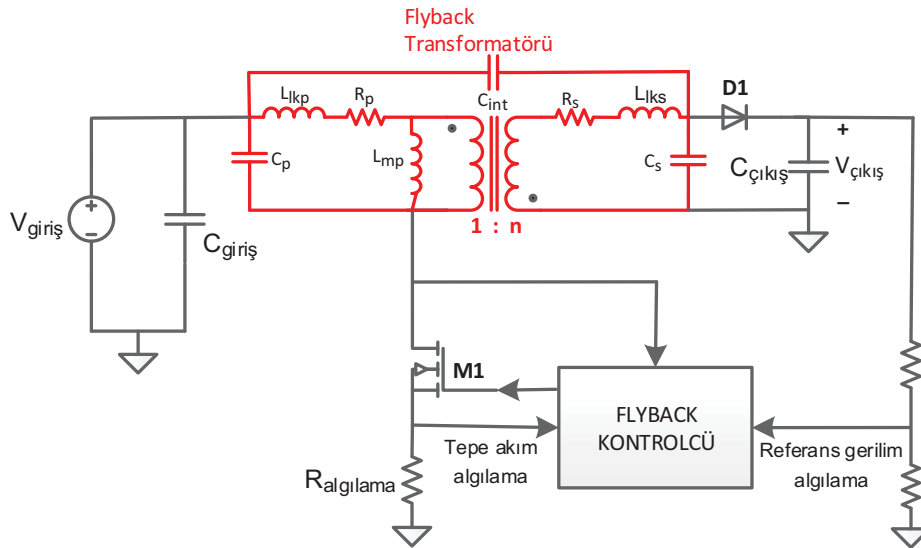 Flyback
Transformatörü
L_lkp
R_p
C_int
R_s
L_lks
D1
C_p
L_mp
C_s
C_çıkış
+
V_çıkış
−
V_giriş
+
−
C_giriş
1 : n
M1
FLYBACK
KONTROLCÜ
Tepe akım
algılama
Referans gerilim
algılama
R_algılama